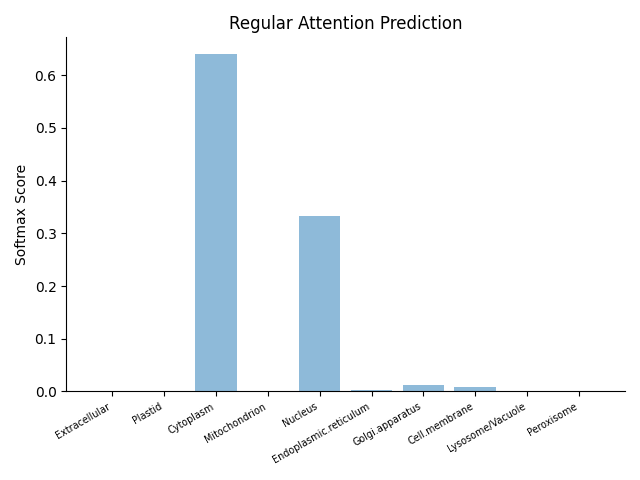 Regular Attention Prediction
Softmax Score
0.6
0.5
0.4
0.3
0.2
0.1
0.0
Extracellular
Plastid
Cytoplasm
Mitochondrion
Nucleus
Endoplasmic.reticulum
Golgi.apparatus
Cell.membrane
Lysosome/Vacuole
Peroxisome